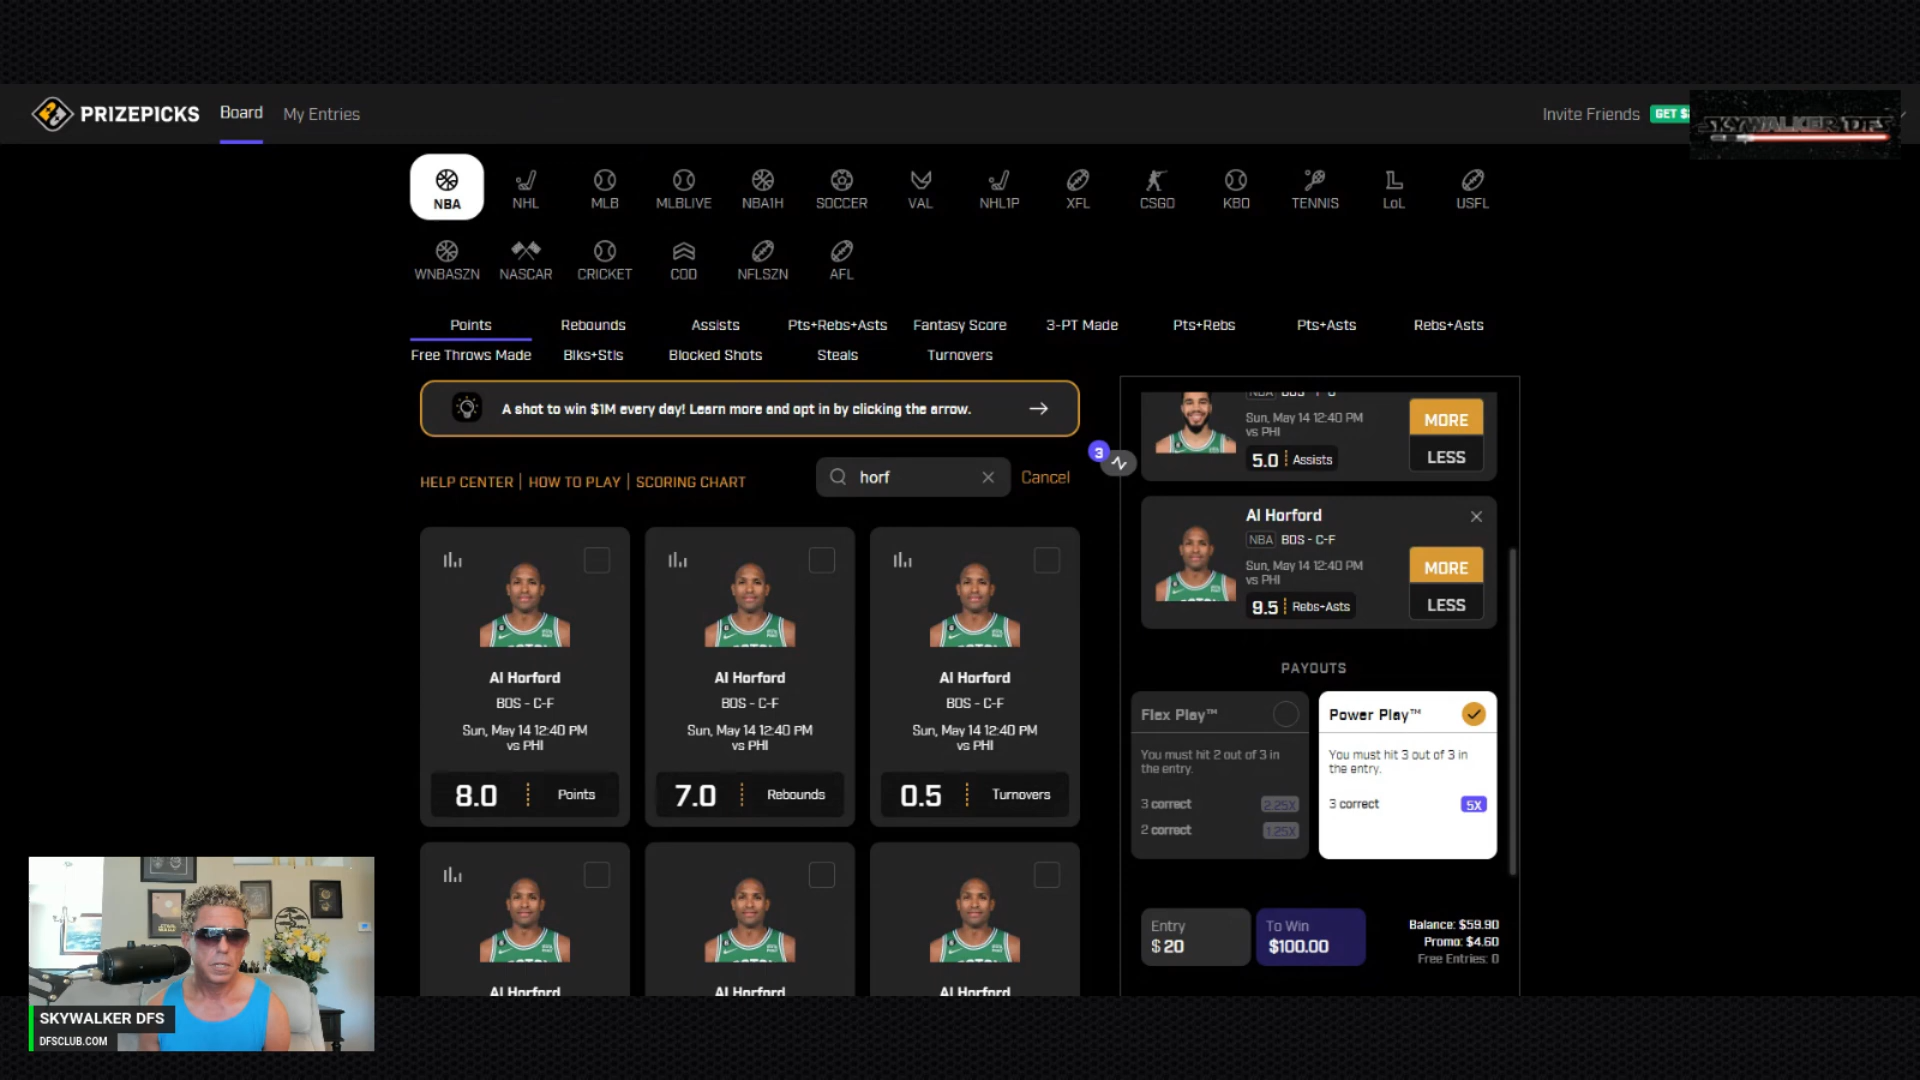 PRIZEPICKS
Board
My Entries
Invite Friends
GET $
SKYWALKER DFS
NBA
NHL
MLB
MLBLIVE
NBA1H
SOCCER
VAL
NHL1P
XFL
CSGO
KBO
TENNIS
LoL
USFL
WNBASZN
NASCAR
CRICKET
COD
NFLSZN
AFL
Points
Rebounds
Assists
Pts+Rebs+Asts
Fantasy Score
3-PT Made
Pts+Rebs
Pts+Asts
Rebs+Asts
Free Throws Made
Blks+Stls
Blocked Shots
Steals
Turnovers
A shot to win $1M every day! Learn more and opt in by clicking the arrow.
HELP CENTER | HOW TO PLAY | SCORING CHART
horf
Cancel
Al Horford
BOS - C-F
Sun, May 14 12:40 PM
vs PHI
8.0
Points
Al Horford
BOS - C-F
Sun, May 14 12:40 PM
vs PHI
7.0
Rebounds
Al Horford
BOS - C-F
Sun, May 14 12:40 PM
vs PHI
0.5
Turnovers
Al Horford
Al Horford
Al Horford
3
Sun, May 14 12:40 PM
vs PHI
5.0
Assists
MORE
LESS
Al Horford
NBA
BOS - C-F
Sun, May 14 12:40 PM
vs PHI
9.5
Rebs+Asts
MORE
LESS
PAYOUTS
Flex Play™
You must hit 2 out of 3 in
the entry.
3 correct
2.25X
2 correct
1.25X
Power Play™
You must hit 3 out of 3 in
the entry.
3 correct
5X
Entry
$ 20
To Win
$100.00
Balance: $59.90
Promo: $4.60
Free Entries: 0
SKYWALKER DFS
DFSCLUB.COM